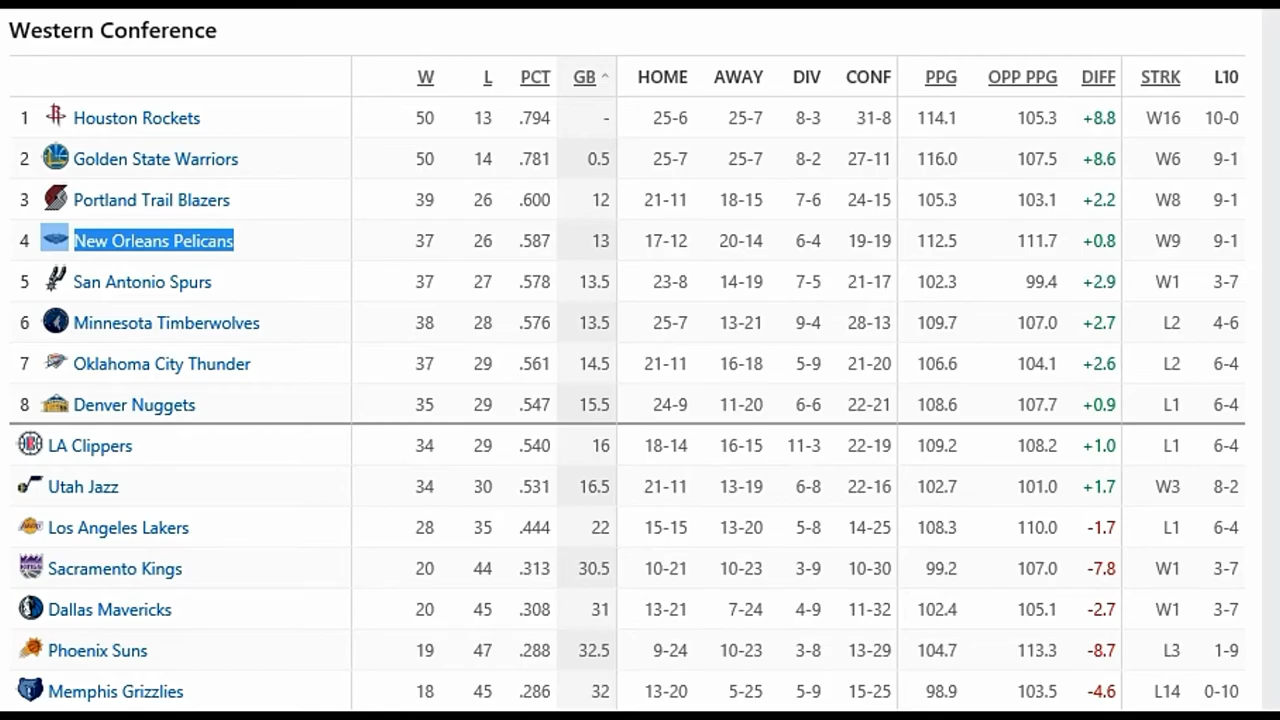 Western Conference
W L PCT GB ^ HOME AWAY DIV CONF PPG OPP PPG DIFF STRK L10
1 Houston Rockets 50 13 .794 - 25-6 25-7 8-3 31-8 114.1 105.3 +8.8 W16 10-0
2 Golden State Warriors 50 14 .781 0.5 25-7 25-7 8-2 27-11 116.0 107.5 +8.6 W6 9-1
3 Portland Trail Blazers 39 26 .600 12 21-11 18-15 7-6 24-15 105.3 103.1 +2.2 W8 9-1
4 New Orleans Pelicans 37 26 .587 13 17-12 20-14 6-4 19-19 112.5 111.7 +0.8 W9 9-1
5 San Antonio Spurs 37 27 .578 13.5 23-8 14-19 7-5 21-17 102.3 99.4 +2.9 W1 3-7
6 Minnesota Timberwolves 38 28 .576 13.5 25-7 13-21 9-4 28-13 109.7 107.0 +2.7 L2 4-6
7 Oklahoma City Thunder 37 29 .561 14.5 21-11 16-18 5-9 21-20 106.6 104.1 +2.6 L2 6-4
8 Denver Nuggets 35 29 .547 15.5 24-9 11-20 6-6 22-21 108.6 107.7 +0.9 L1 6-4
LA Clippers 34 29 .540 16 18-14 16-15 11-3 22-19 109.2 108.2 +1.0 L1 6-4
Utah Jazz 34 30 .531 16.5 21-11 13-19 6-8 22-16 102.7 101.0 +1.7 W3 8-2
Los Angeles Lakers 28 35 .444 22 15-15 13-20 5-8 14-25 108.3 110.0 -1.7 L1 6-4
Sacramento Kings 20 44 .313 30.5 10-21 10-23 3-9 10-30 99.2 107.0 -7.8 W1 3-7
Dallas Mavericks 20 45 .308 31 13-21 7-24 4-9 11-32 102.4 105.1 -2.7 W1 3-7
Phoenix Suns 19 47 .288 32.5 9-24 10-23 3-8 13-29 104.7 113.3 -8.7 L3 1-9
Memphis Grizzlies 18 45 .286 32 13-20 5-25 5-9 15-25 98.9 103.5 -4.6 L14 0-10